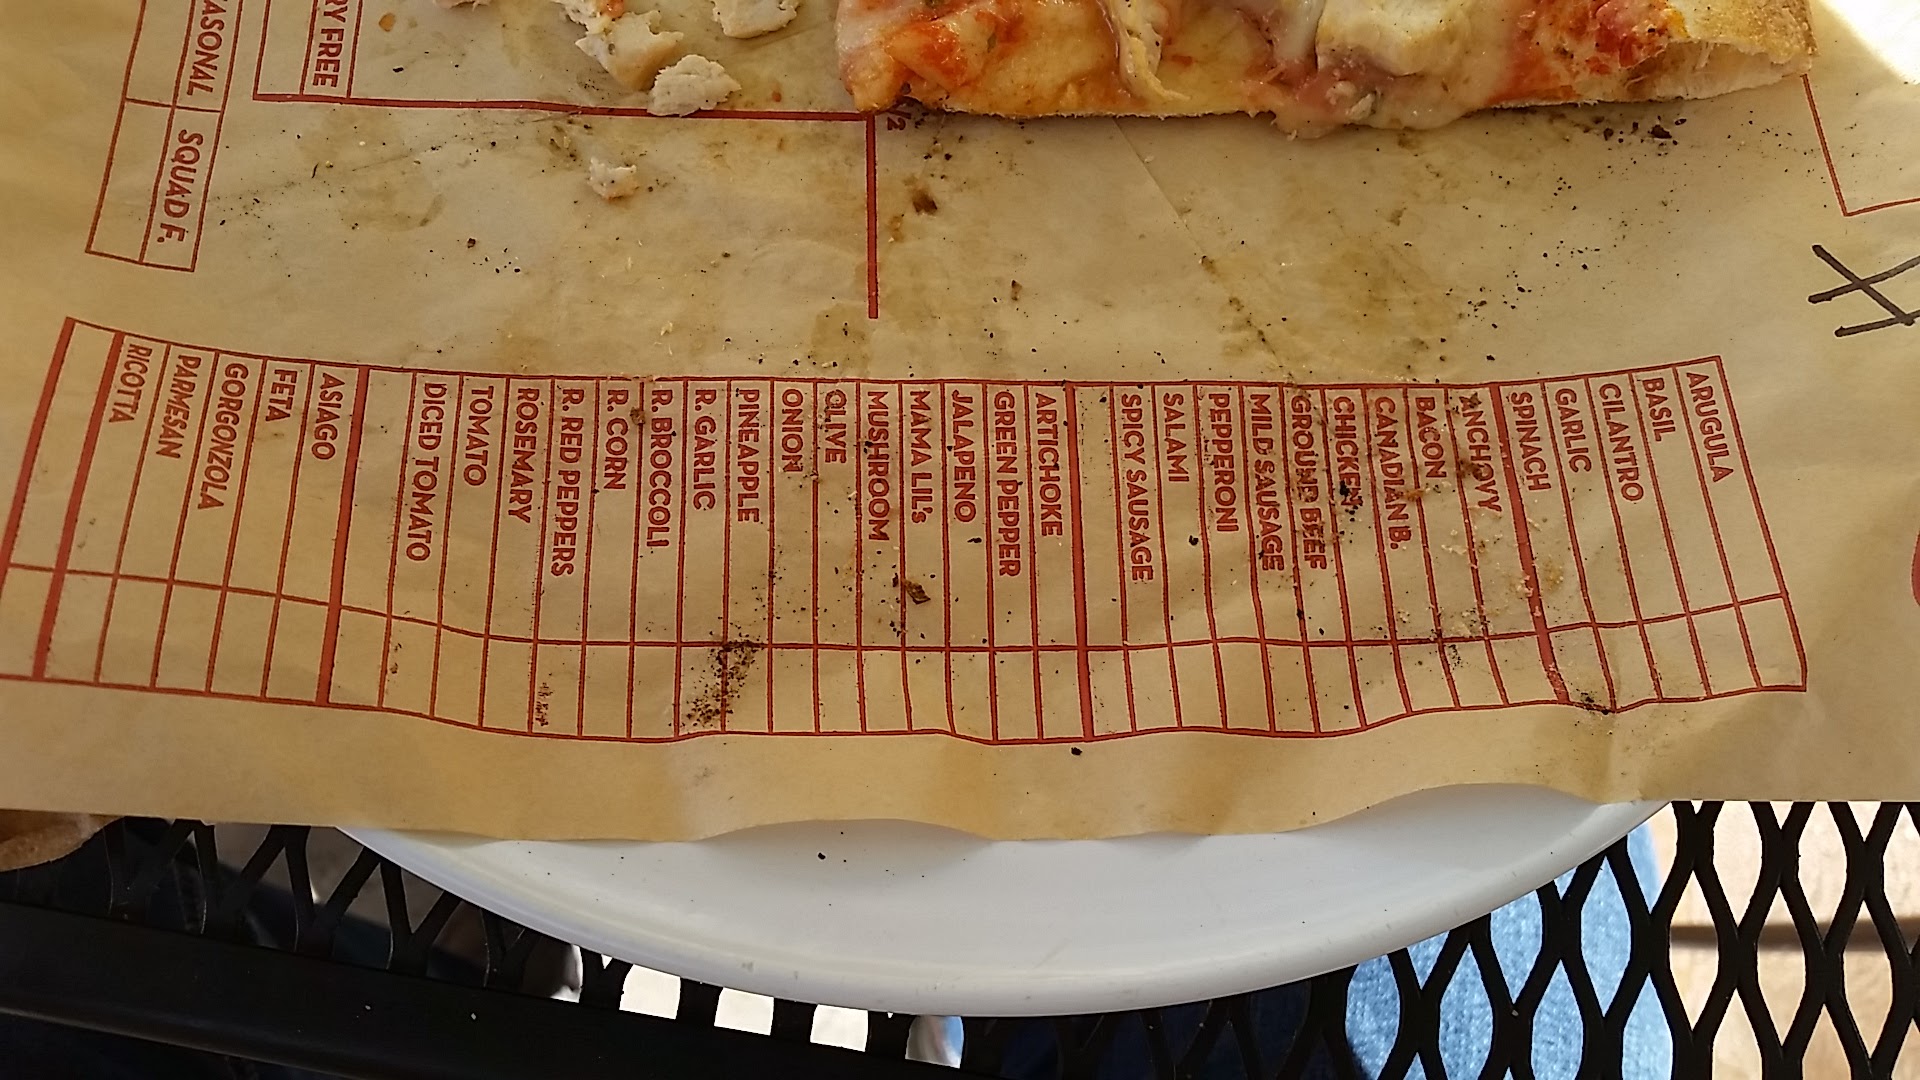 ARUGULA
BASIL
CILANTRO
GARLIC
SPINACH
ANCHOVY
BACON
CANADIAN B.
CHICKEN
GROUND BEEF
MILD SAUSAGE
PEPPERONI
SALAMI
SPICY SAUSAGE
ARTICHOKE
GREEN PEPPER
JALAPENO
MAMA LIL's
MUSHROOM
OLIVE
ONION
PINEAPPLE
R. GARLIC
R. BROCCOLI
R. CORN
R. RED PEPPERS
ROSEMARY
TOMATO
DICED TOMATO
ASIAGO
FETA
GORGONZOLA
PARMESAN
RICOTTA
1/2
RY FREE
ASONAL
SQUAD F.